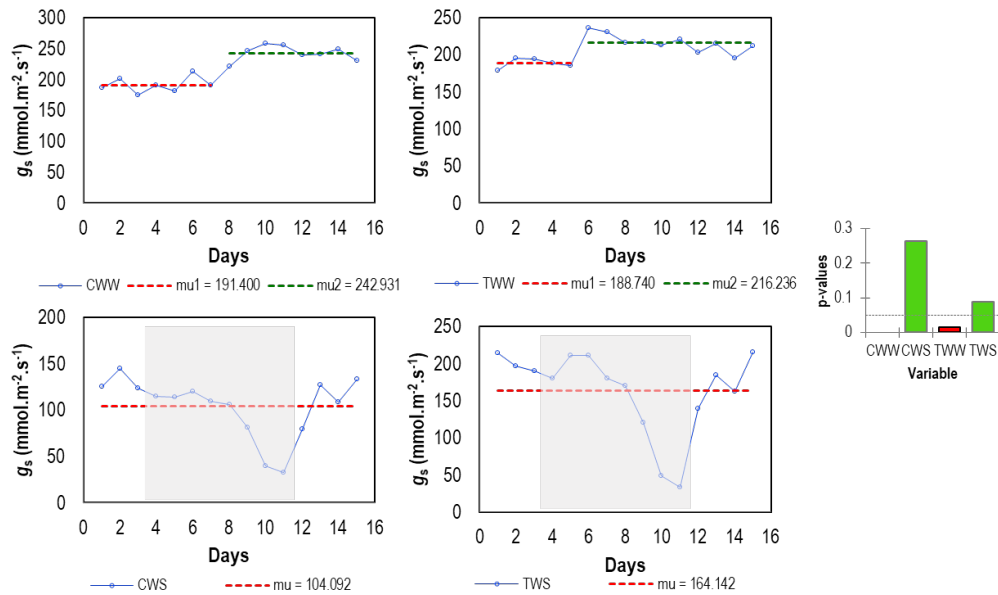 300
250
200
150
100
50
0
gs (mmol.m-2.s-1)
0 2 4 6 8 10 12 14 16
Days
CWW mu1 = 191.400 mu2 = 242.931
250
200
150
100
50
0
gs (mmol.m-2.s-1)
0 2 4 6 8 10 12 14 16
Days
TWW mu1 = 188.740 mu2 = 216.236
200
150
100
50
0
gs (mmol.m-2.s-1)
0 2 4 6 8 10 12 14 16
Days
CWS mu = 104.092
250
200
150
100
50
0
gs (mmol.m-2.s-1)
0 2 4 6 8 10 12 14 16
Days
TWS mu = 164.142
0.3
0.2
0.1
0
p-values
CWW CWS TWW TWS
Variable